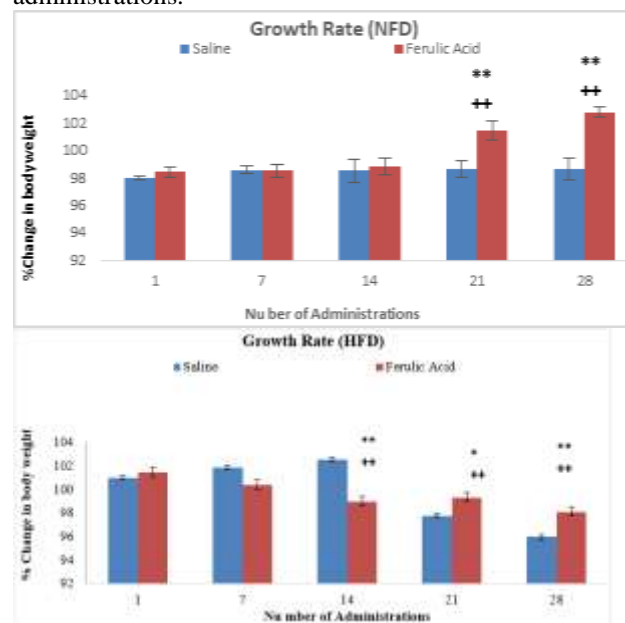 administrations.
Growth Rate (NFD)
Saline Ferulic Acid
**
++
**
++
104
102
100
98
96
94
92
%Change in bodyweight
1 7 14 21 28
Nu ber of Administrations
Growth Rate (HFD)
Saline Ferulic Acid
**
++
*
++
**
++
104
102
100
98
96
94
92
% Change in body weight
1 7 14 21 28
Nu mber of Administrations